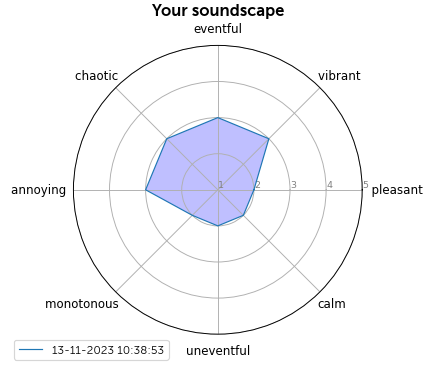 Your soundscape
eventful
chaotic
vibrant
annoying
1 2 3 4 5
pleasant
monotonous
calm
uneventful
13-11-2023 10:38:53